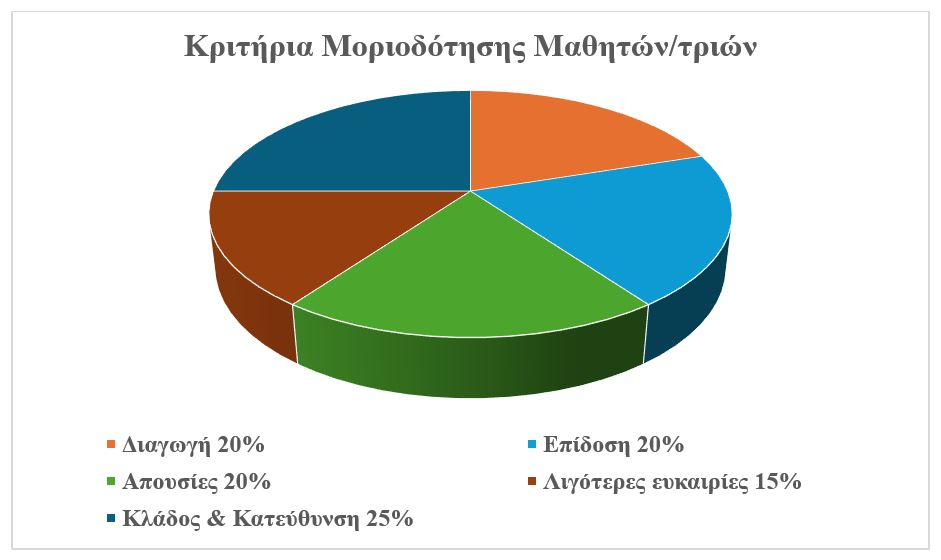 Κριτήρια Μοριοδότησης Μαθητών/τριών
Διαγωγή 20%
Επίδοση 20%
Απουσίες 20%
Λιγότερες ευκαιρίες 15%
Κλάδος & Κατεύθυνση 25%